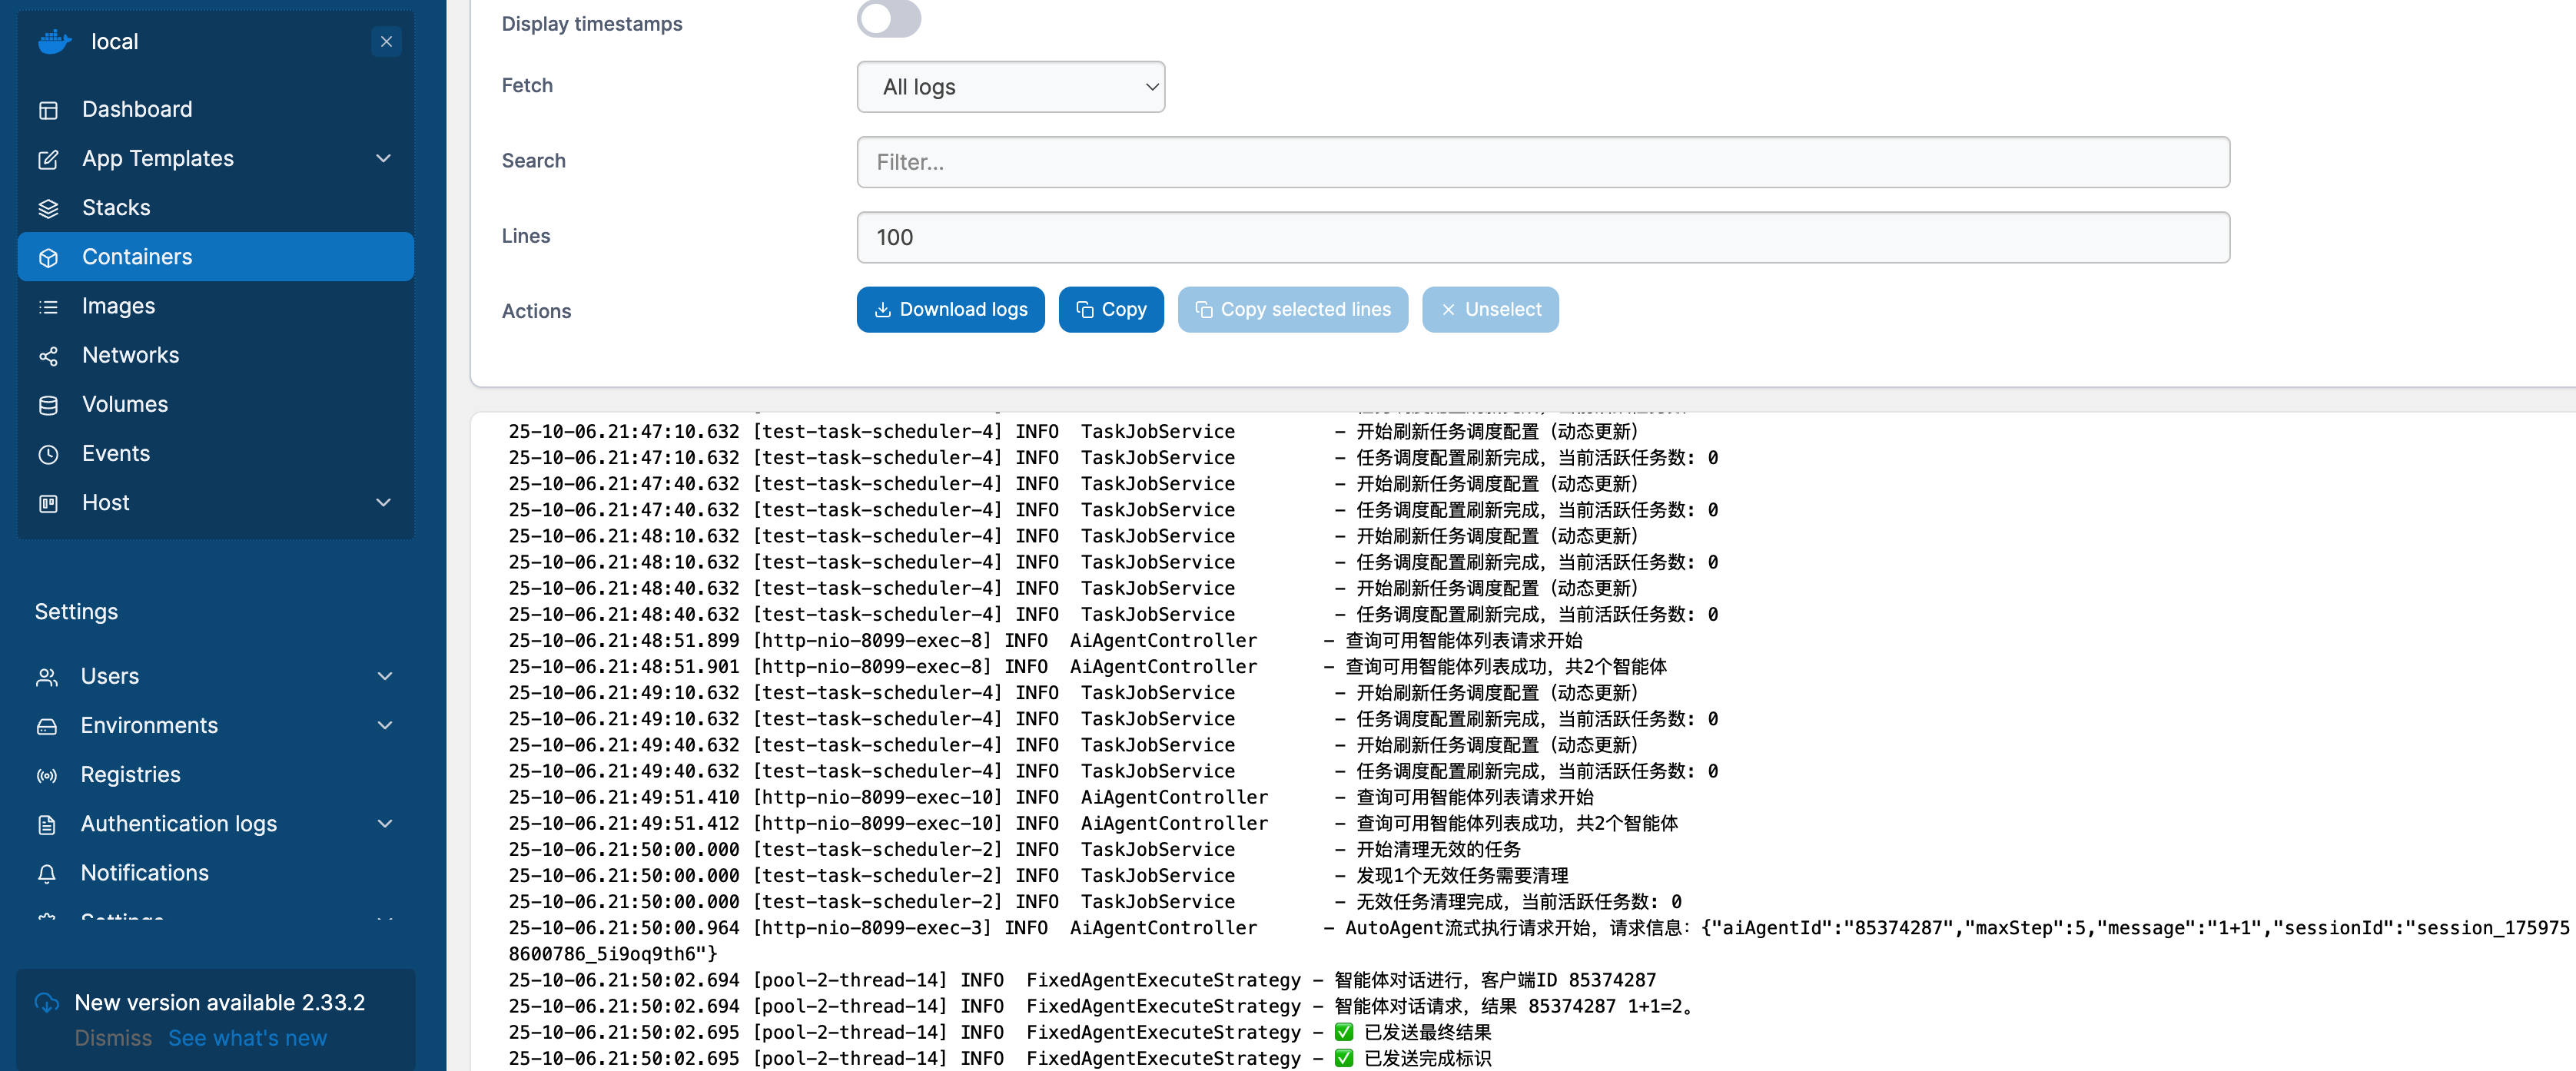 local
Dashboard
App Templates
Stacks
Containers
Images
Networks
Volumes
Events
Host
Settings
Users
Environments
Registries
Authentication logs
Notifications
Settings
New version available 2.33.2
Dismiss See what's new
Display timestamps
Fetch
All logs
Search
Filter...
Lines
100
Actions
Download logs
Copy
Copy selected lines
Unselect
25-10-06.21:47:10.632 [test-task-scheduler-4] INFO  TaskJobService         - 开始刷新任务调度配置（动态更新）
25-10-06.21:47:10.632 [test-task-scheduler-4] INFO  TaskJobService         - 任务调度配置刷新完成，当前活跃任务数: 0
25-10-06.21:47:40.632 [test-task-scheduler-4] INFO  TaskJobService         - 开始刷新任务调度配置（动态更新）
25-10-06.21:47:40.632 [test-task-scheduler-4] INFO  TaskJobService         - 任务调度配置刷新完成，当前活跃任务数: 0
25-10-06.21:48:10.632 [test-task-scheduler-4] INFO  TaskJobService         - 开始刷新任务调度配置（动态更新）
25-10-06.21:48:10.632 [test-task-scheduler-4] INFO  TaskJobService         - 任务调度配置刷新完成，当前活跃任务数: 0
25-10-06.21:48:40.632 [test-task-scheduler-4] INFO  TaskJobService         - 开始刷新任务调度配置（动态更新）
25-10-06.21:48:40.632 [test-task-scheduler-4] INFO  TaskJobService         - 任务调度配置刷新完成，当前活跃任务数: 0
25-10-06.21:48:51.899 [http-nio-8099-exec-8] INFO  AiAgentController      - 查询可用智能体列表请求开始
25-10-06.21:48:51.901 [http-nio-8099-exec-8] INFO  AiAgentController      - 查询可用智能体列表成功，共2个智能体
25-10-06.21:49:10.632 [test-task-scheduler-4] INFO  TaskJobService         - 开始刷新任务调度配置（动态更新）
25-10-06.21:49:10.632 [test-task-scheduler-4] INFO  TaskJobService         - 任务调度配置刷新完成，当前活跃任务数: 0
25-10-06.21:49:40.632 [test-task-scheduler-4] INFO  TaskJobService         - 开始刷新任务调度配置（动态更新）
25-10-06.21:49:40.632 [test-task-scheduler-4] INFO  TaskJobService         - 任务调度配置刷新完成，当前活跃任务数: 0
25-10-06.21:49:51.410 [http-nio-8099-exec-10] INFO  AiAgentController      - 查询可用智能体列表请求开始
25-10-06.21:49:51.412 [http-nio-8099-exec-10] INFO  AiAgentController      - 查询可用智能体列表成功，共2个智能体
25-10-06.21:50:00.000 [test-task-scheduler-2] INFO  TaskJobService         - 开始清理无效的任务
25-10-06.21:50:00.000 [test-task-scheduler-2] INFO  TaskJobService         - 发现1个无效任务需要清理
25-10-06.21:50:00.000 [test-task-scheduler-2] INFO  TaskJobService         - 无效任务清理完成，当前活跃任务数: 0
25-10-06.21:50:00.964 [http-nio-8099-exec-3] INFO  AiAgentController      - AutoAgent流式执行请求开始，请求信息：{"aiAgentId":"85374287","maxStep":5,"message":"1+1","sessionId":"session_175975
8600786_5i9oq9th6"}
25-10-06.21:50:02.694 [pool-2-thread-14] INFO  FixedAgentExecuteStrategy - 智能体对话进行，客户端ID 85374287
25-10-06.21:50:02.694 [pool-2-thread-14] INFO  FixedAgentExecuteStrategy - 智能体对话请求，结果 85374287 1+1=2。
25-10-06.21:50:02.695 [pool-2-thread-14] INFO  FixedAgentExecuteStrategy - ✅ 已发送最终结果
25-10-06.21:50:02.695 [pool-2-thread-14] INFO  FixedAgentExecuteStrategy - ✅ 已发送完成标识